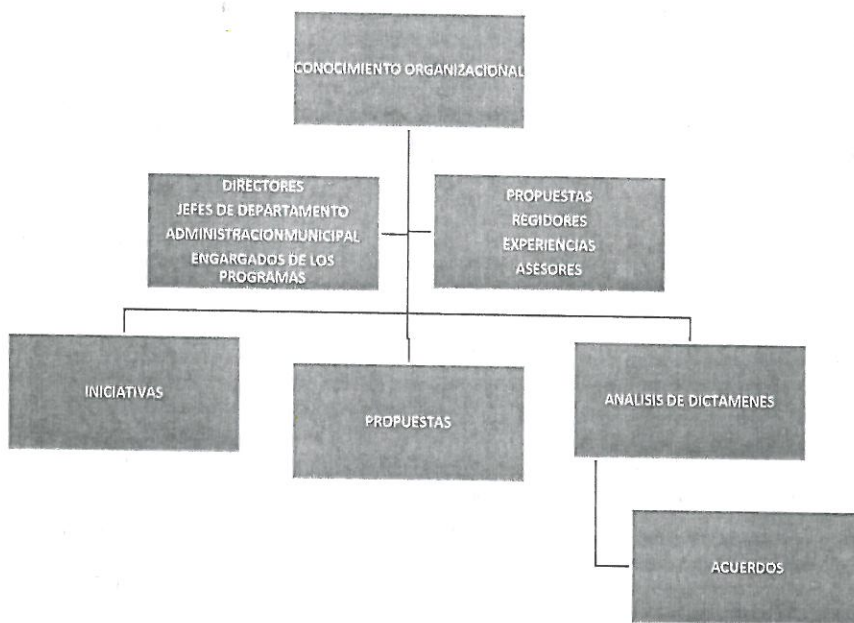 CONOCIMIENTO ORGANIZACIONAL
DIRECTORES
JEFES DE DEPARTAMENTO
ADMINISTRACIONMUNICIPAL
ENGARGADOS DE LOS
PROGRAMAS
PROPUESTAS
REGIDORES
EXPERIENCIAS
ASESORES
INICIATIVAS
PROPUESTAS
ANALISIS DE DICTAMENES
ACUERDOS